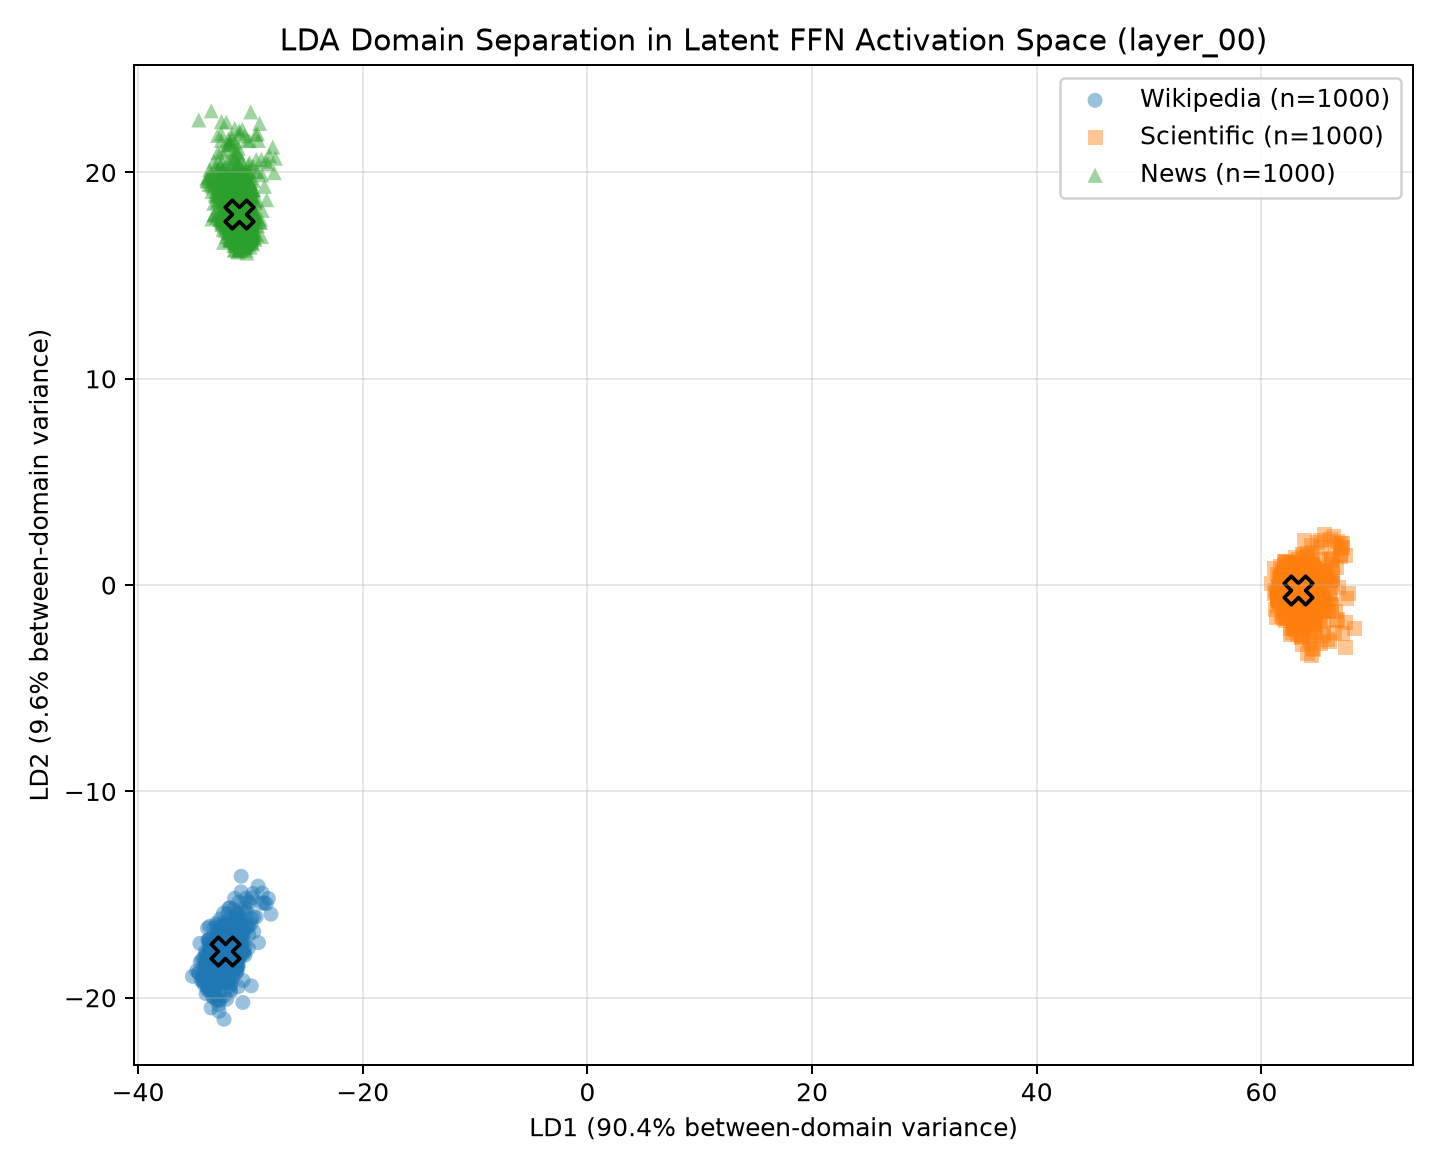 LDA Domain Separation in Latent FFN Activation Space (layer_00)
Wikipedia (n=1000)
Scientific (n=1000)
News (n=1000)
LD2 (9.6% between-domain variance)
20
10
0
−10
−20
−40
−20
0
20
40
60
LD1 (90.4% between-domain variance)